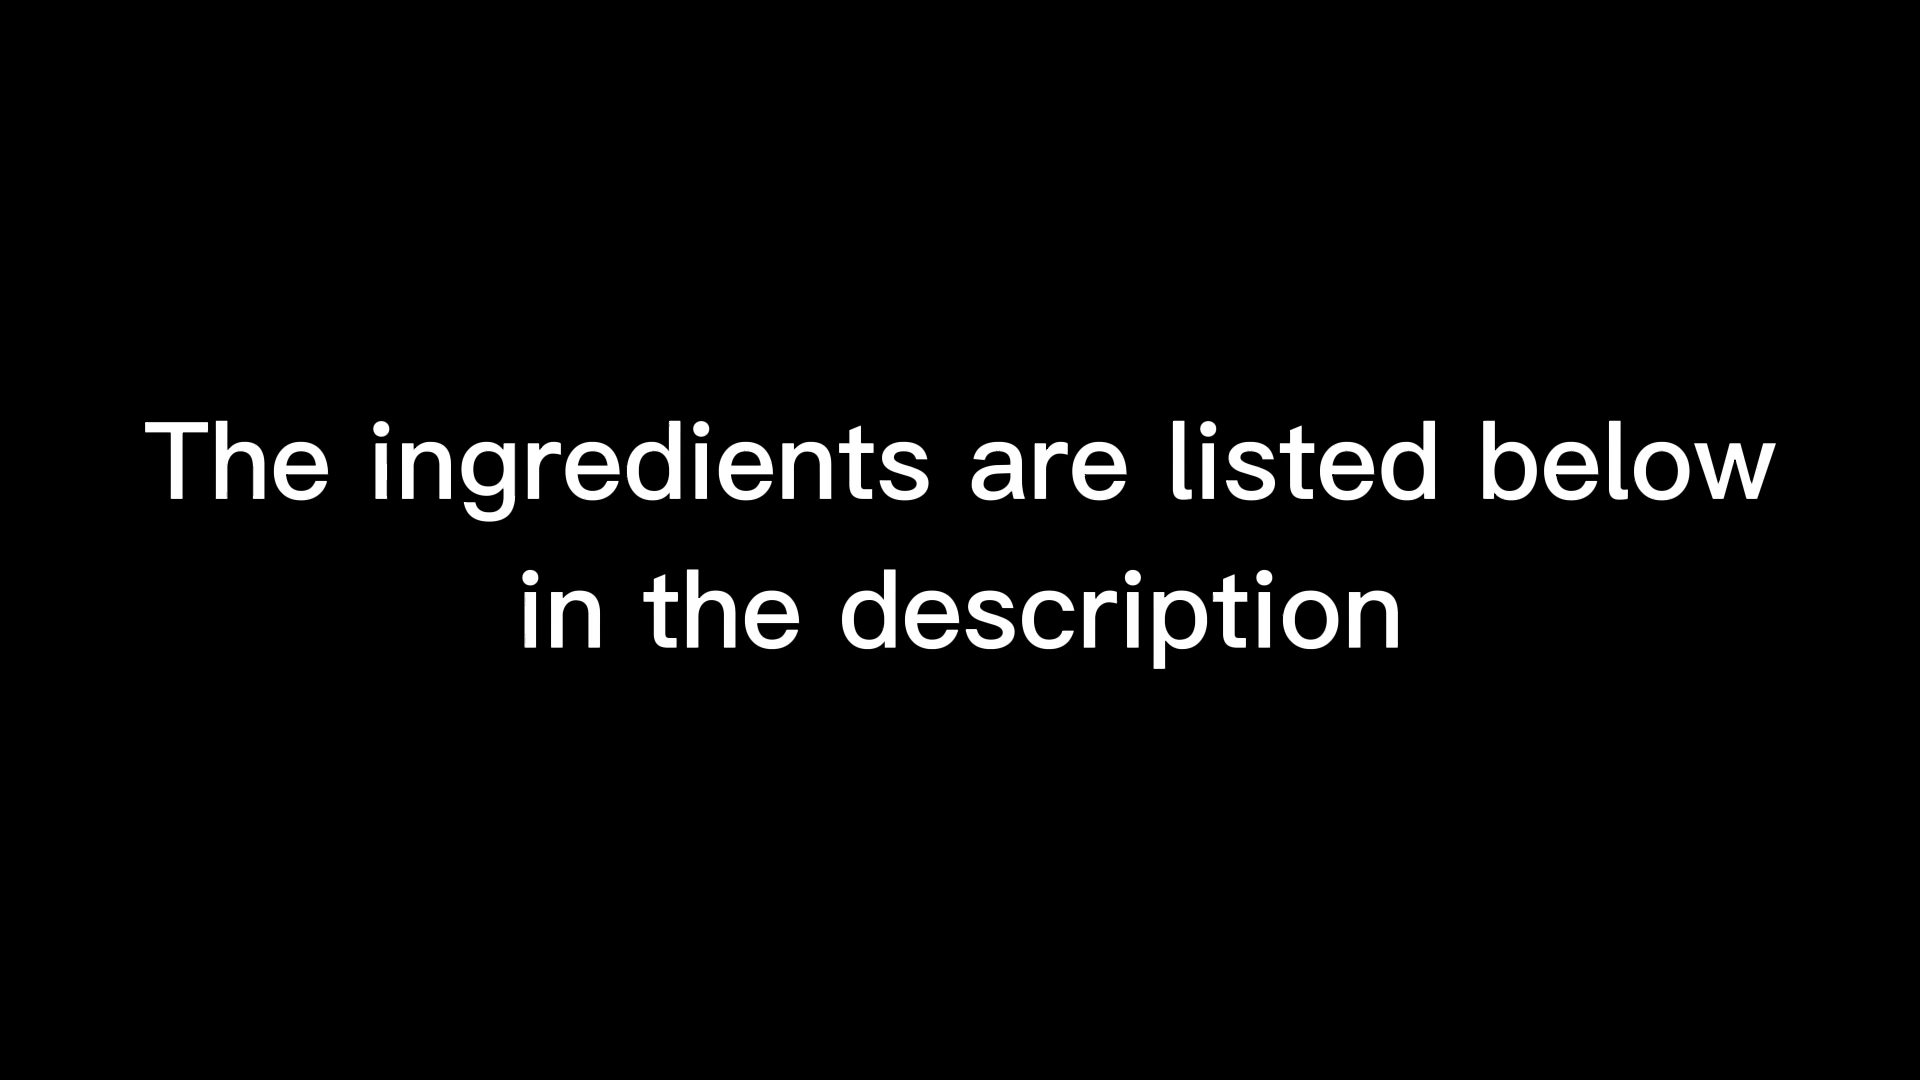 The ingredients are listed below
in the description